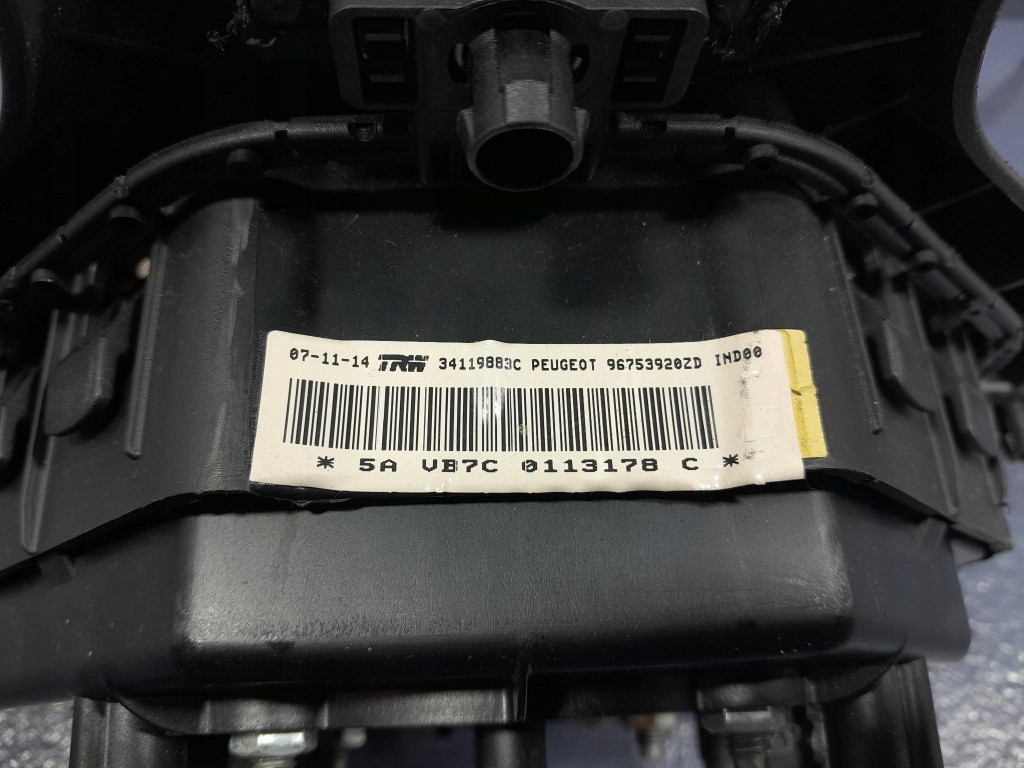 07-11-14 TRW 34119883C PEUGEOT 96753920ZD IND00
* 5A VB7C 0113178 C *